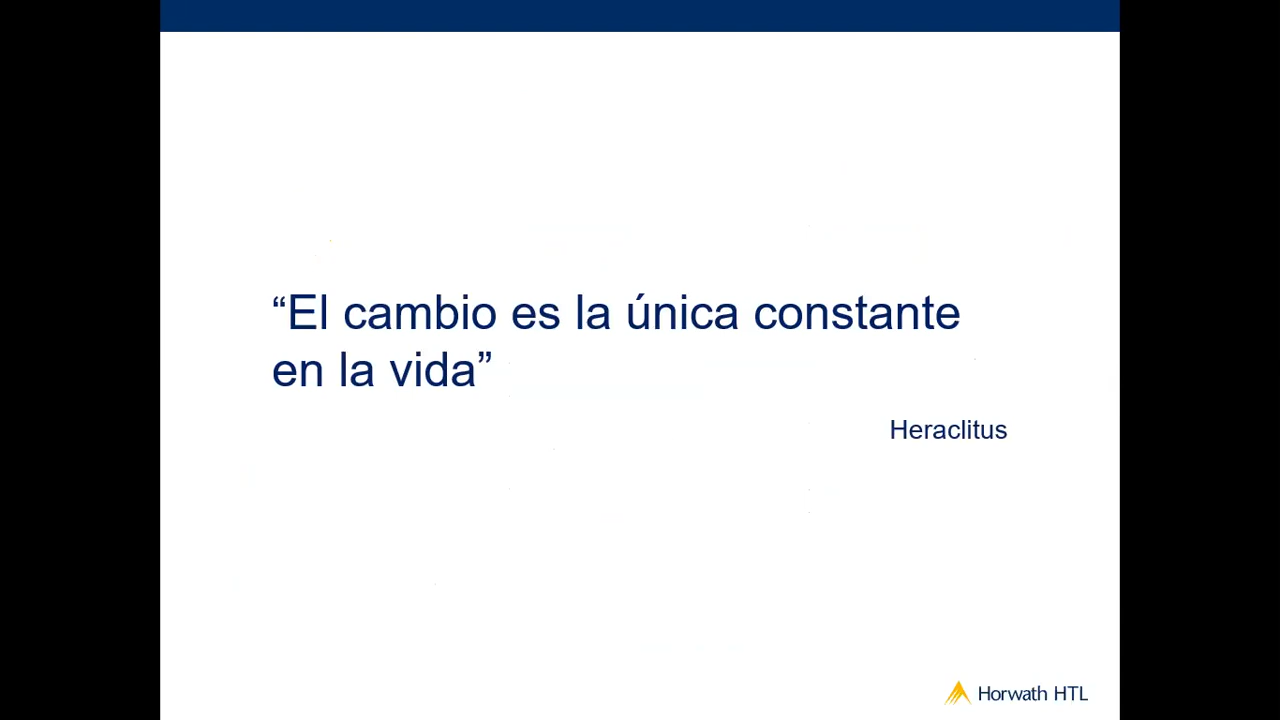 “El cambio es la única constante
en la vida”
Heraclitus
Horwath HTL